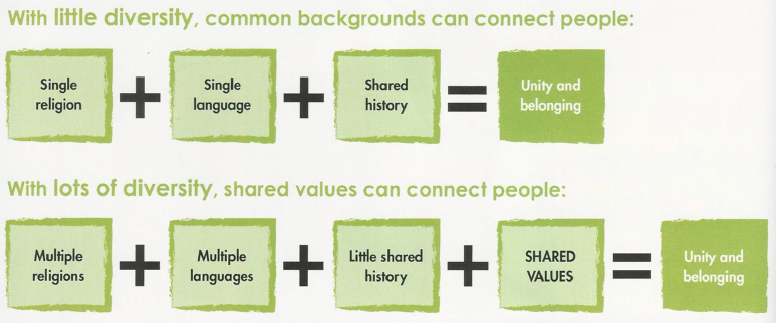 With little diversity, common backgrounds can connect people:
Single
religion
+
Single
language
+
Shared
history
=
Unity and
belonging
With lots of diversity, shared values can connect people:
Multiple
religions
+
Multiple
languages
+
Little shared
history
+
SHARED
VALUES
=
Unity and
belonging